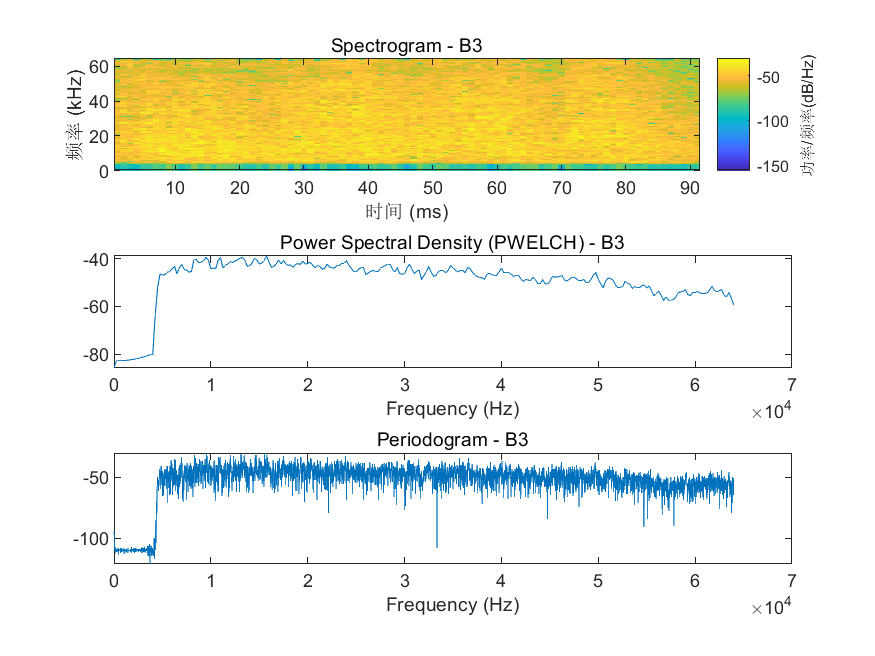 Spectrogram - B3
60
40
20
0
频率 (kHz)
10 20 30 40 50 60 70 80 90
时间 (ms)
-50
-100
-150
功率/频率(dB/Hz)
Power Spectral Density (PWELCH) - B3
-40
-60
-80
0 1 2 3 4 5 6 7
×10⁴
Frequency (Hz)
Periodogram - B3
-50
-100
0 1 2 3 4 5 6 7
×10⁴
Frequency (Hz)